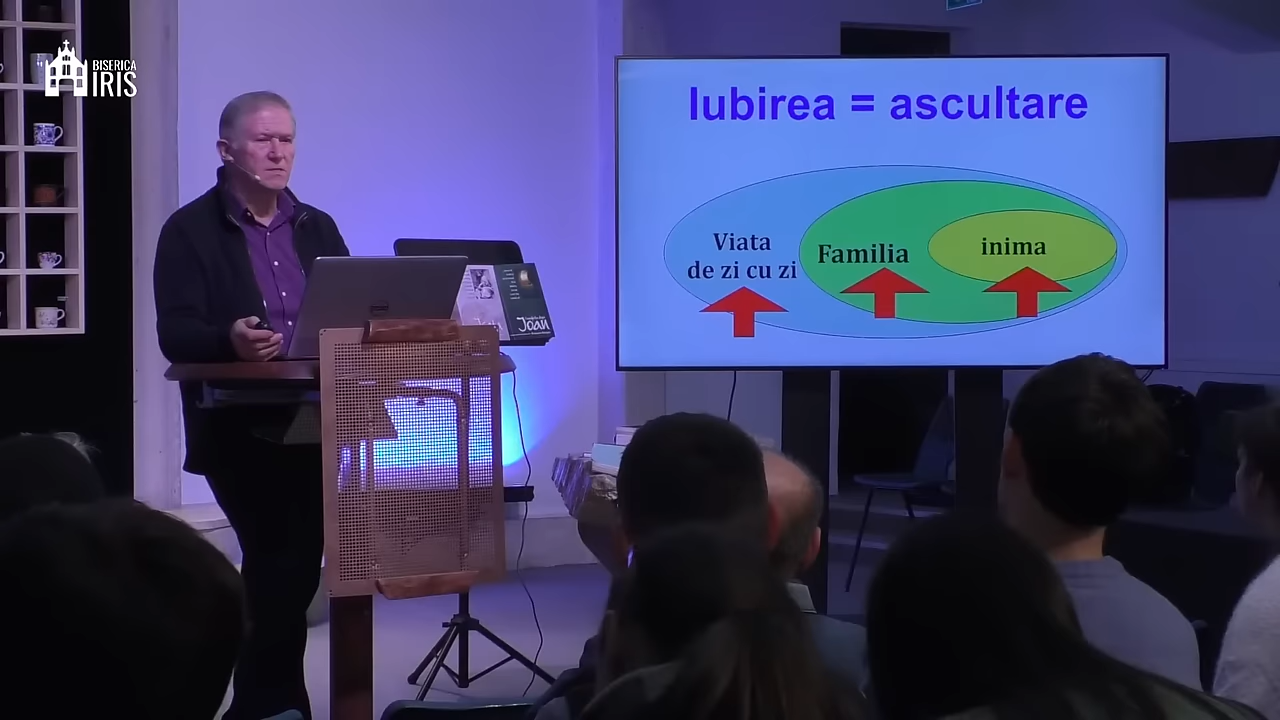 BISERICA
IRIS
Iubirea = ascultare
Viata
de zi cu zi
Familia
inima
Joan